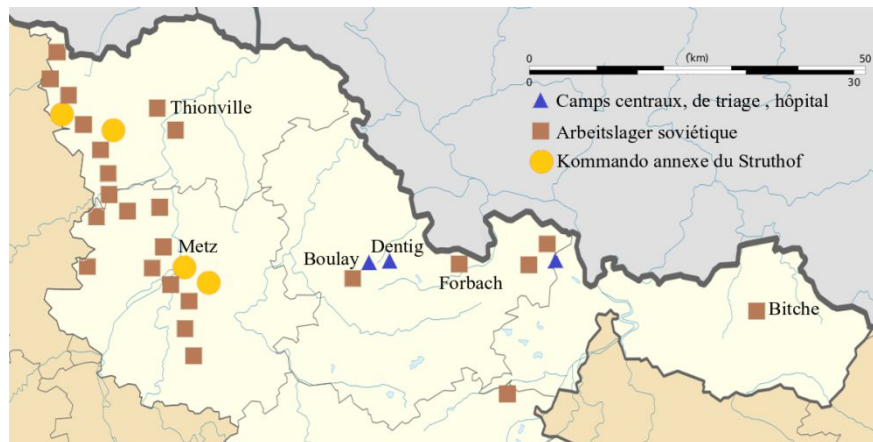 0
50
(km)
0
30
Camps centraux, de triage , hôpital
Arbeitslager soviétique
Kommando annexe du Struthof
Thionville
Metz
Boulay
Dentig
Forbach
Bitche